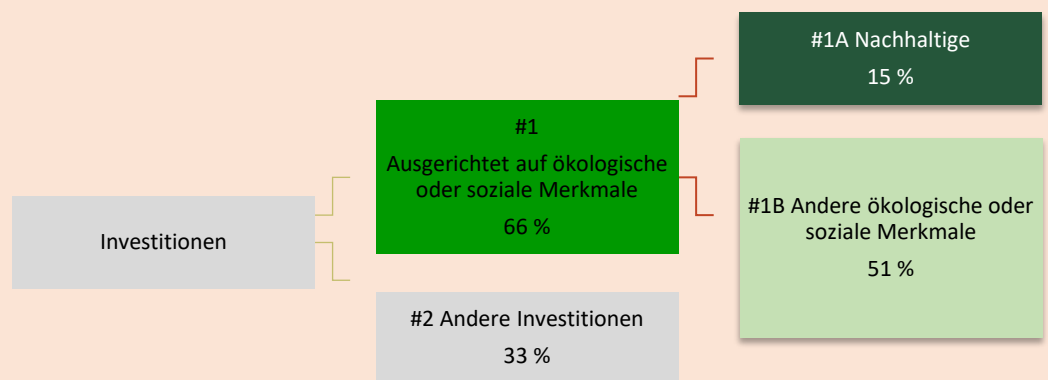 Investitionen
#1
Ausgerichtet auf ökologische
oder soziale Merkmale
66 %
#2 Andere Investitionen
33 %
#1A Nachhaltige
15 %
#1B Andere ökologische oder
soziale Merkmale
51 %